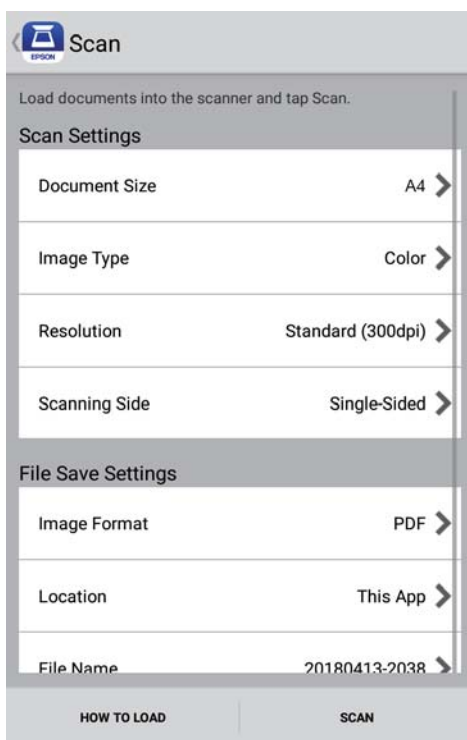 EPSON
Scan
Load documents into the scanner and tap Scan.
Scan Settings
Document Size A4
Image Type Color
Resolution Standard (300dpi)
Scanning Side Single-Sided
File Save Settings
Image Format PDF
Location This App
File Name 20180413-2038
HOW TO LOAD SCAN